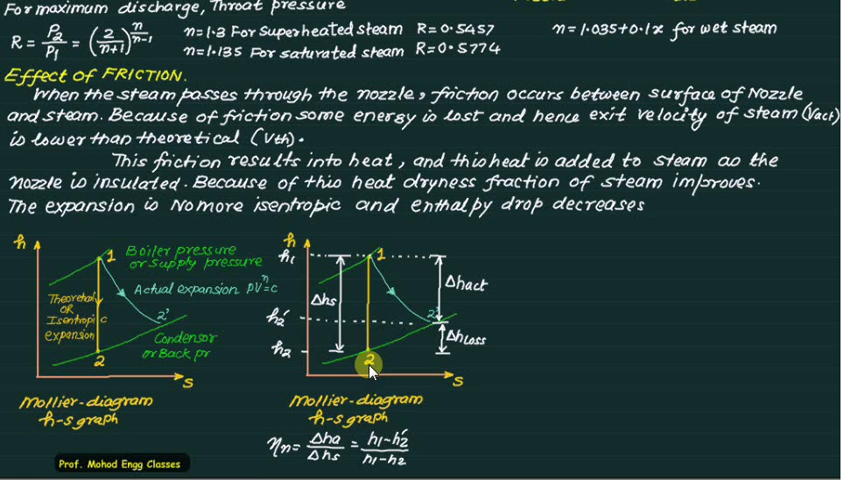 For maximum discharge, Throat pressure
R = P2/P1 = (2/n+1)^n/n-1
n=1.3 For Superheated steam R=0.5457
n=1.135 For saturated steam R=0.5774
n=1.035+0.1x for wet steam
Effect of FRICTION.
When the steam passes through the nozzle, friction occurs between surface of Nozzle
and steam. Because of friction some energy is lost and hence exit velocity of steam (Vact)
is lower than theoretical (Vth).
This friction results into heat, and this heat is added to steam as the
Nozzle is insulated. Because of this heat dryness fraction of steam improves.
The expansion is No more isentropic and enthalpy drop decreases
h
1
Boiler pressure
or Supply pressure
Actual expansion PV^n=C
Theoretical
OR
Isentropic
expansion
2'
Condensor
or Back pr
2
s
Mollier-diagram
h-s graph
h
h1
1
Δhs
Δhact
h2'
2'
Δhloss
h2
2
s
Mollier-diagram
h-s graph
ηn = Δha/Δhs = h1-h2'/h1-h2
Prof. Mohod Engg Classes